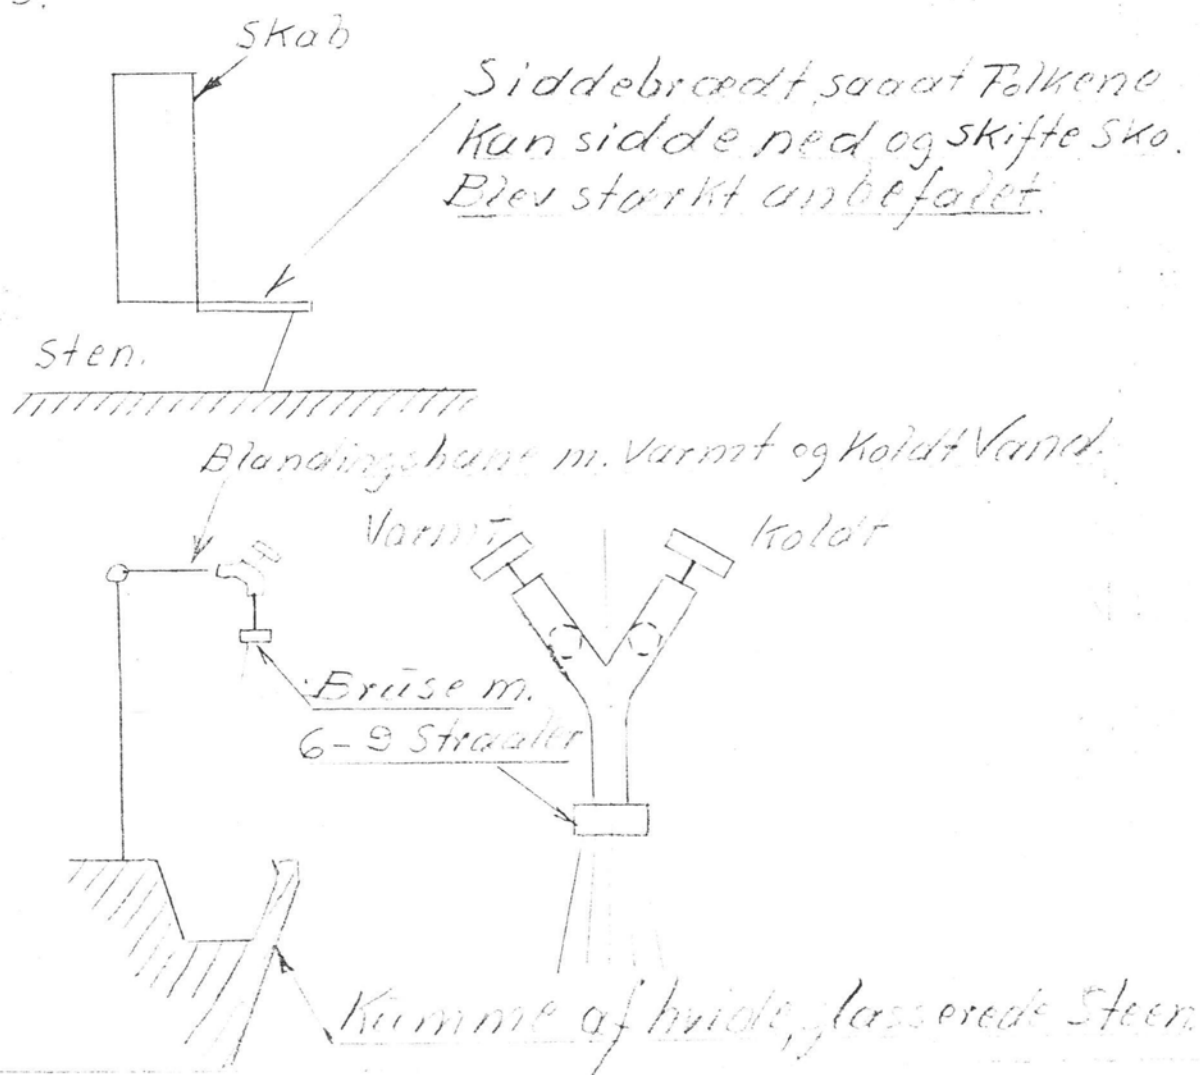 Skab
Siddebrædt, saaat Folkene
Kan sidde ned og skifte Sko.
Blev stærkt anbefalet.
Sten.
Blandingshane m. Varmt og Koldt Vand.
Varmt
Koldt
Bruse m.
6-9 Straaler
Kumme af hvide, glasserede Steen